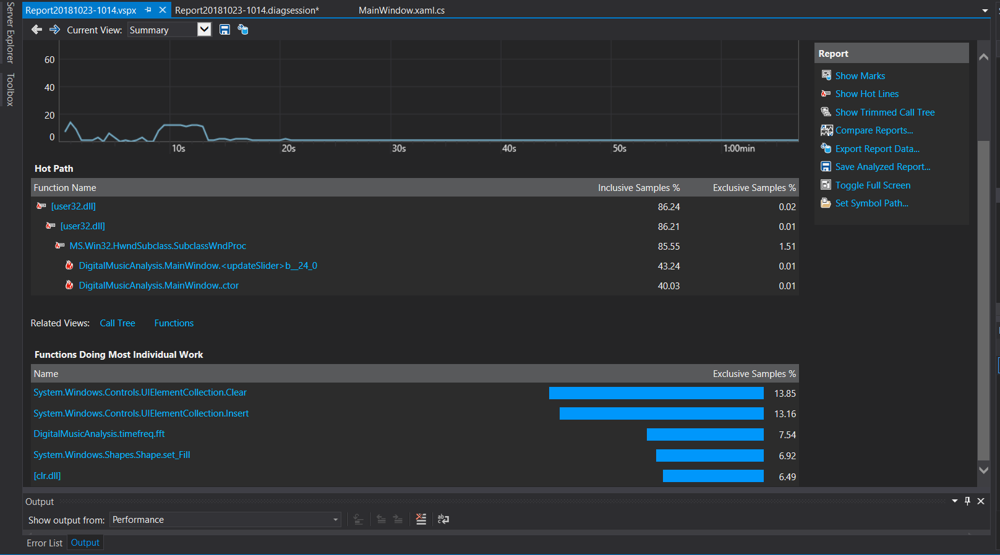 Server Explorer
Toolbox
Report20181023-1014.vspx
Report20181023-1014.diagsession*
MainWindow.xaml.cs
Current View: Summary
60
40
20
0
10s 20s 30s 40s 50s 1:00min
Hot Path
Function Name Inclusive Samples % Exclusive Samples %
[user32.dll] 86.24 0.02
[user32.dll] 86.21 0.01
MS.Win32.HwndSubclass.SubclassWndProc 85.55 1.51
DigitalMusicAnalysis.MainWindow.<updateSlider>b__24_0 43.24 0.01
DigitalMusicAnalysis.MainWindow..ctor 40.03 0.01
Related Views: Call Tree Functions
Functions Doing Most Individual Work
Name Exclusive Samples %
System.Windows.Controls.UIElementCollection.Clear 13.85
System.Windows.Controls.UIElementCollection.Insert 13.16
DigitalMusicAnalysis.timefreq.fft 7.54
System.Windows.Shapes.Shape.set_Fill 6.92
[clr.dll] 6.49
Report
Show Marks
Show Hot Lines
Show Trimmed Call Tree
Compare Reports...
Export Report Data...
Save Analyzed Report...
Toggle Full Screen
Set Symbol Path...
Output
Show output from: Performance
Error List Output